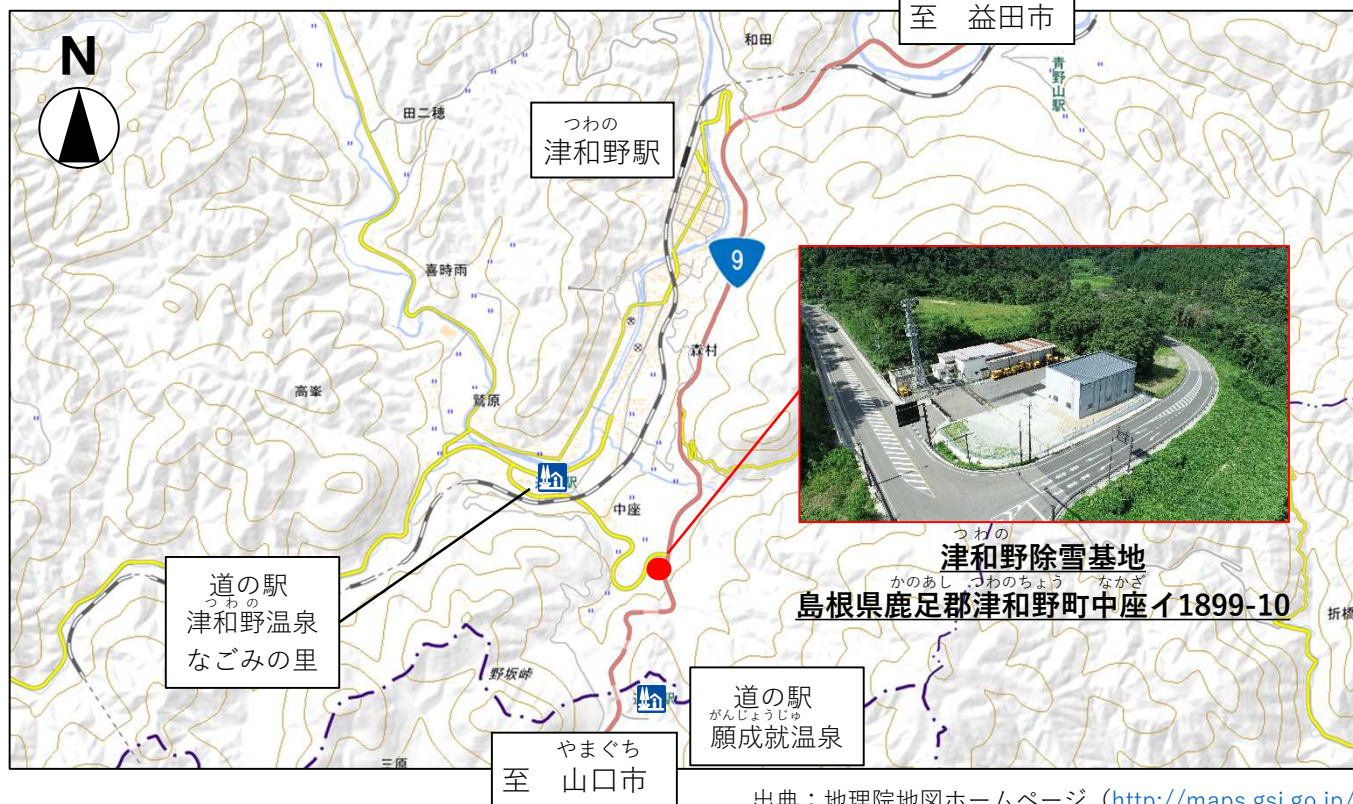 至 益田市
和田
N
青野山駅
田二穂
つわの
津和野駅
9
喜時雨
森村
高峯
鷲原
駅
中座
つわの
津和野除雪基地
かのあし つわのちょう なかざ
島根県鹿足郡津和野町中座イ1899-10
折橋
道の駅
つわの
津和野温泉
なごみの里
野坂峠
駅
道の駅
がんじょうじゅ
願成就温泉
三原
やまぐち
至 山口市
出典：地理院地図ホームページ（http://maps.gsi.go.jp/